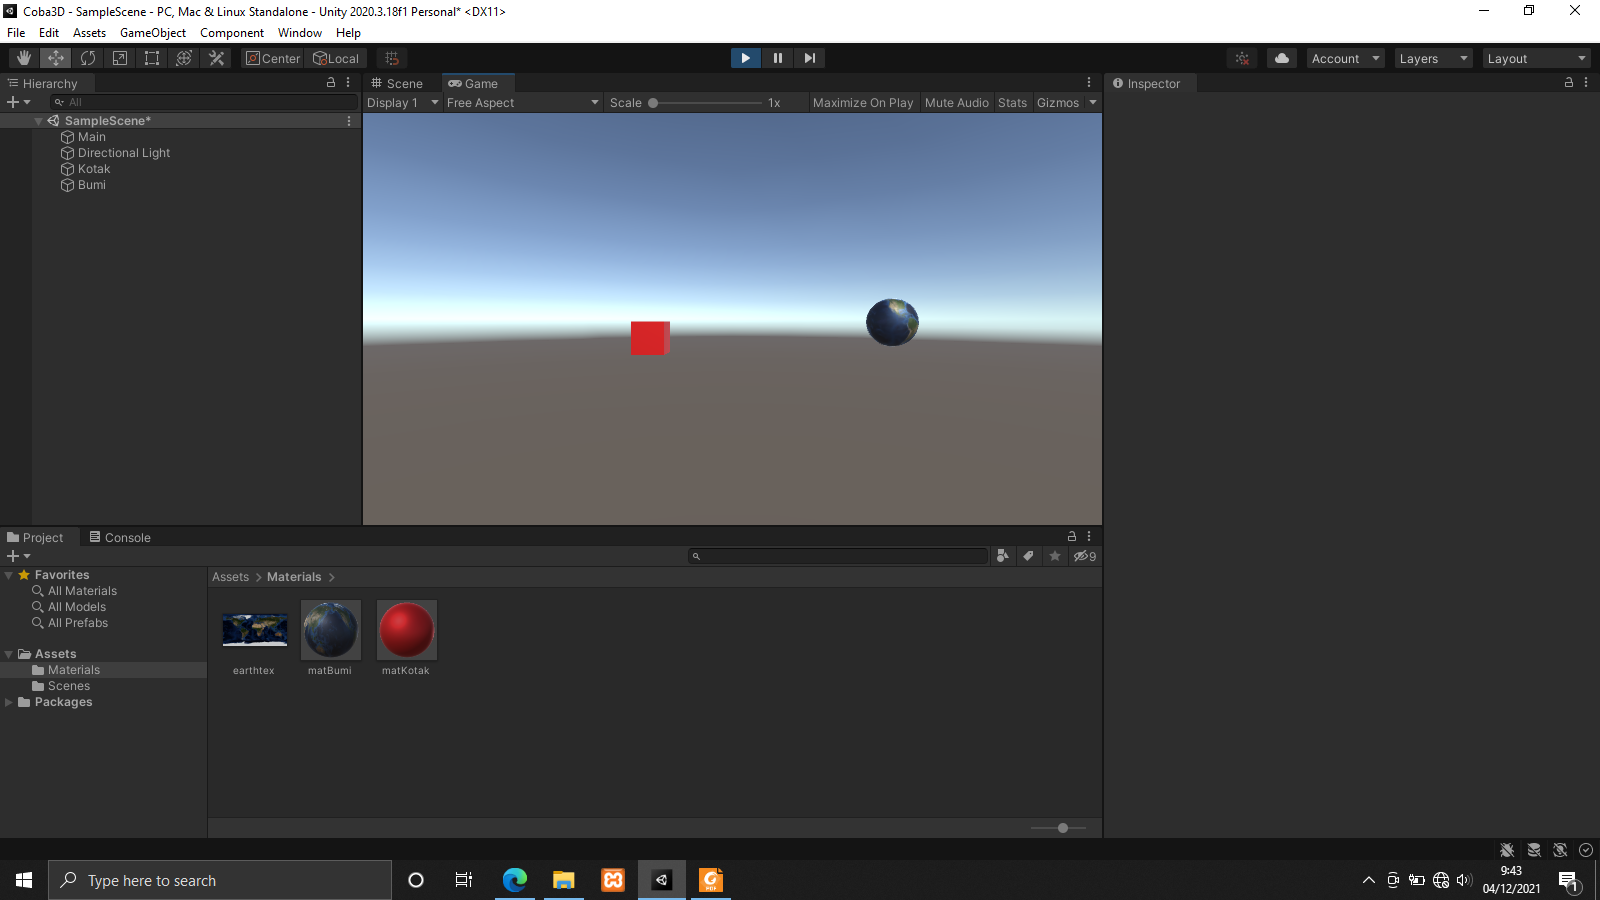 Coba3D - SampleScene - PC, Mac & Linux Standalone - Unity 2020.3.18f1 Personal* <DX11>
File Edit Assets GameObject Component Window Help
Center Local Account Layers Layout
Hierarchy
All
SampleScene*
Main
Directional Light
Kotak
Bumi
Scene Game
Display 1 Free Aspect Scale 1x Maximize On Play Mute Audio Stats Gizmos
Inspector
Project Console
9
Favorites
All Materials
All Models
All Prefabs
Assets
Materials
Scenes
Packages
Assets > Materials >
earthtex matBumi matKotak
Type here to search
PDF
9:43
04/12/2021
1